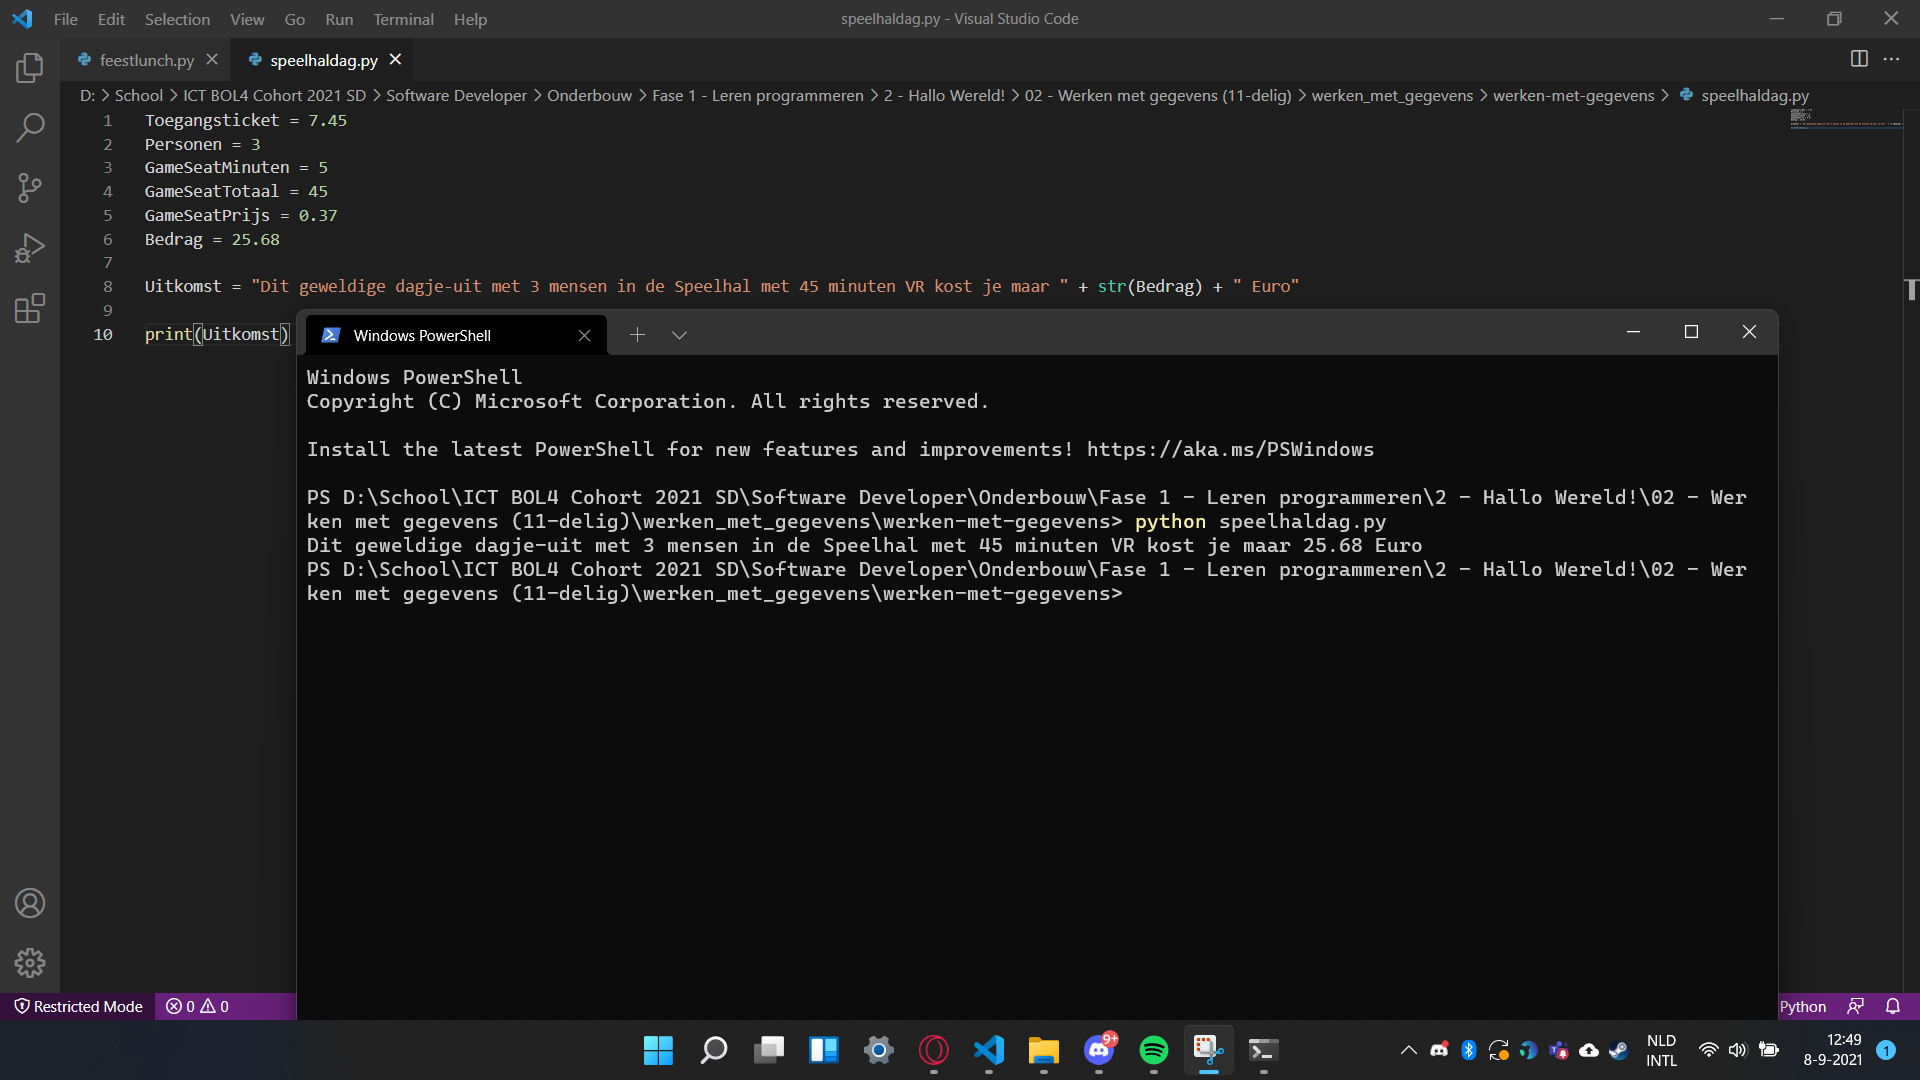 File Edit Selection View Go Run Terminal Help
speelhaldag.py - Visual Studio Code
feestlunch.py
speelhaldag.py
D: > School > ICT BOL4 Cohort 2021 SD > Software Developer > Onderbouw > Fase 1 - Leren programmeren > 2 - Hallo Wereld! > 02 - Werken met gegevens (11-delig) > werken_met_gegevens > werken-met-gegevens > speelhaldag.py
1 Toegangsticket = 7.45
2 Personen = 3
3 GameSeatMinuten = 5
4 GameSeatTotaal = 45
5 GameSeatPrijs = 0.37
6 Bedrag = 25.68
7
8 Uitkomst = "Dit geweldige dagje-uit met 3 mensen in de Speelhal met 45 minuten VR kost je maar " + str(Bedrag) + " Euro"
9
10 print(Uitkomst)
Windows PowerShell
Windows PowerShell
Copyright (C) Microsoft Corporation. All rights reserved.
Install the latest PowerShell for new features and improvements! https://aka.ms/PSWindows
PS D:\School\ICT BOL4 Cohort 2021 SD\Software Developer\Onderbouw\Fase 1 - Leren programmeren\2 - Hallo Wereld!\02 - Wer
ken met gegevens (11-delig)\werken_met_gegevens\werken-met-gegevens> python speelhaldag.py
Dit geweldige dagje-uit met 3 mensen in de Speelhal met 45 minuten VR kost je maar 25.68 Euro
PS D:\School\ICT BOL4 Cohort 2021 SD\Software Developer\Onderbouw\Fase 1 - Leren programmeren\2 - Hallo Wereld!\02 - Wer
ken met gegevens (11-delig)\werken_met_gegevens\werken-met-gegevens>
Restricted Mode
0 0
Python
9+
NLD
INTL
12:49
8-9-2021
1